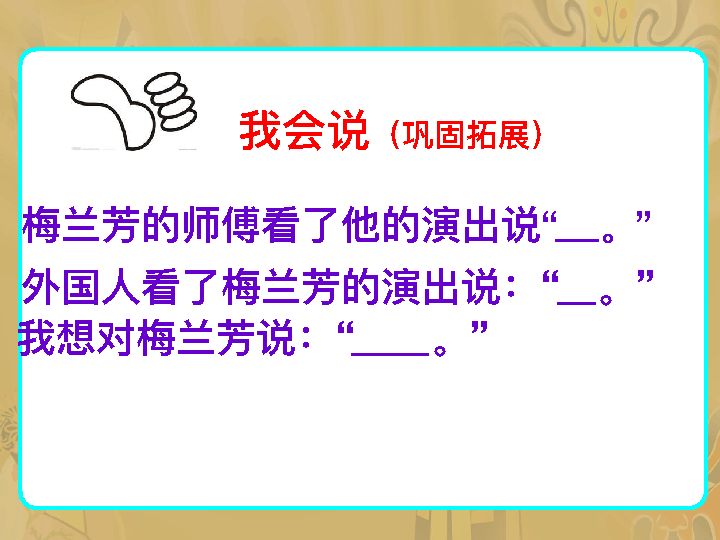 我会说（巩固拓展）
梅兰芳的师傅看了他的演出说“__。”
外国人看了梅兰芳的演出说：“__。”
我想对梅兰芳说：“____。”